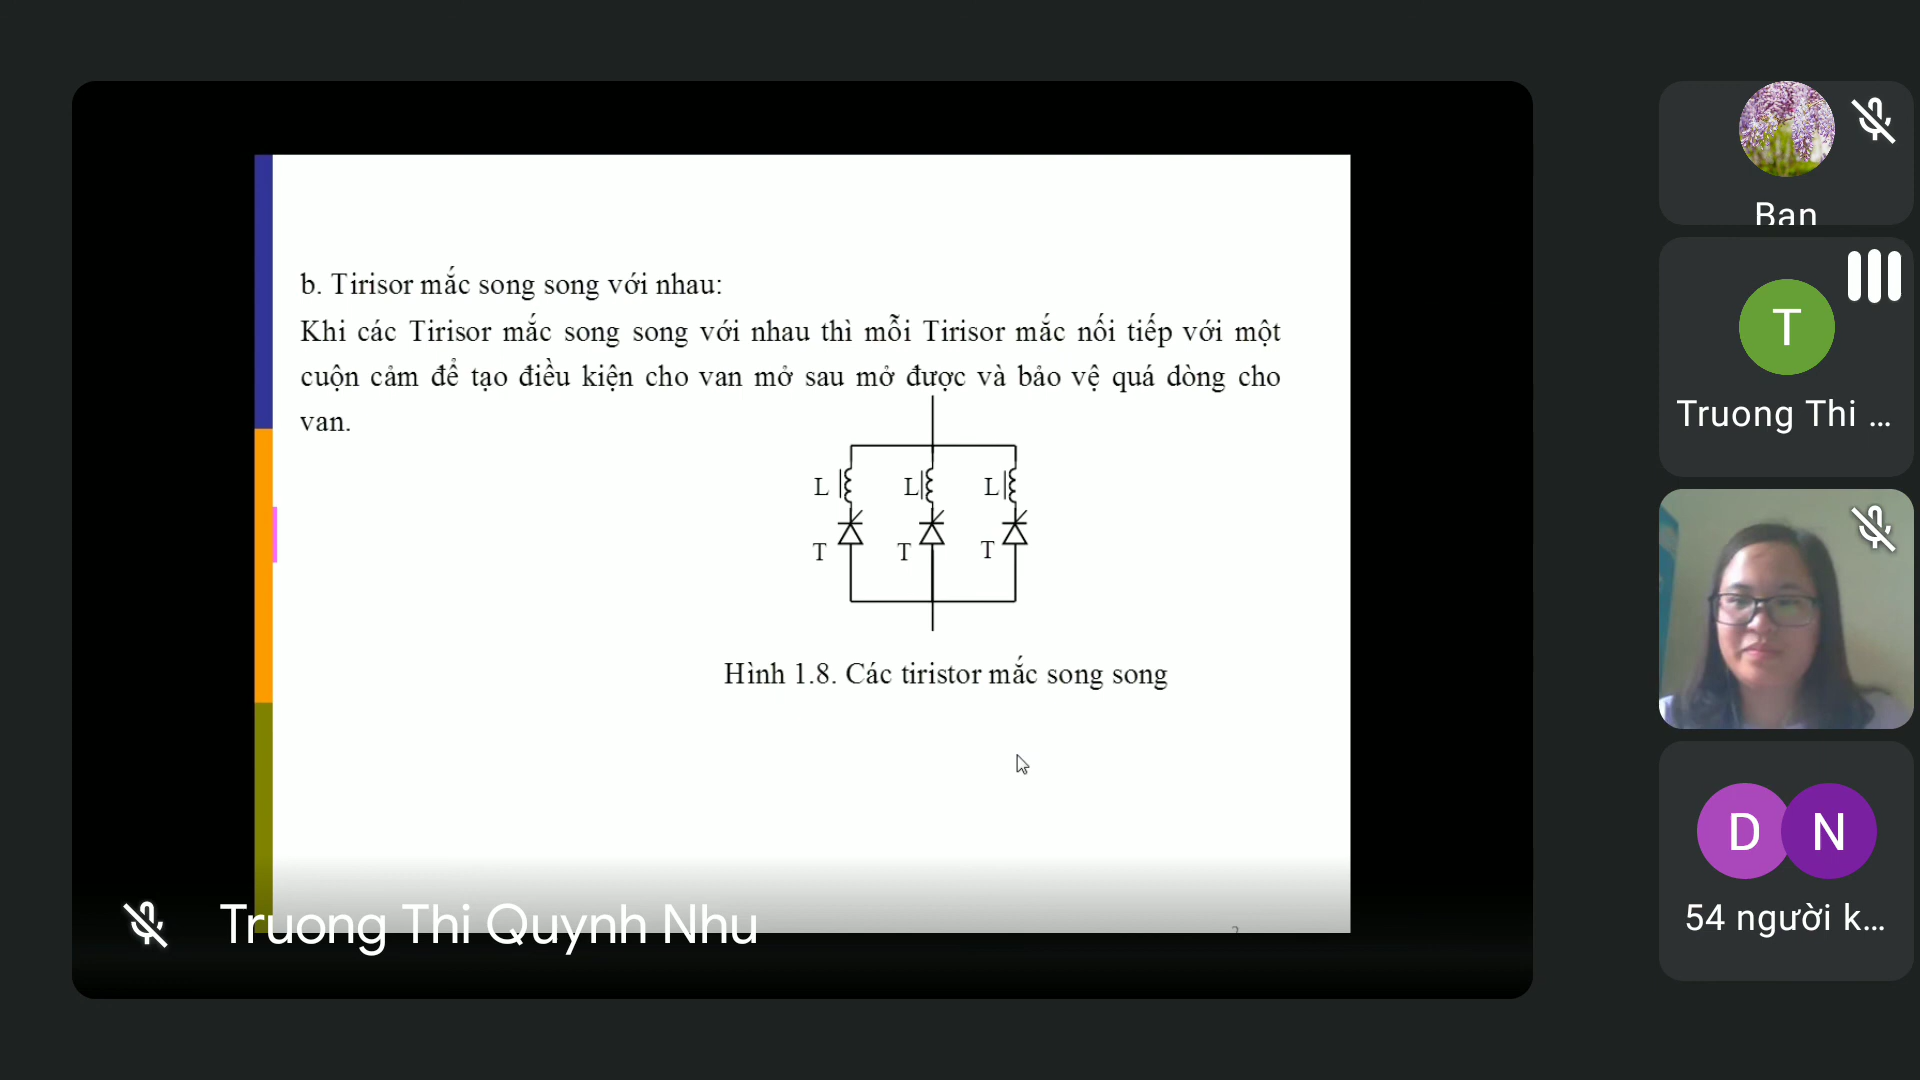 b. Tirisor mắc song song với nhau:
Khi các Tirisor mắc song song với nhau thì mỗi Tirisor mắc nối tiếp với một
cuộn cảm để tạo điều kiện cho van mở sau mở được và bảo vệ quá dòng cho
van.
L L L
T T T
Hình 1.8. Các tiristor mắc song song
Truong Thi Quynh Nhu
Bạn
T
Truong Thi ...
D N
54 người k...